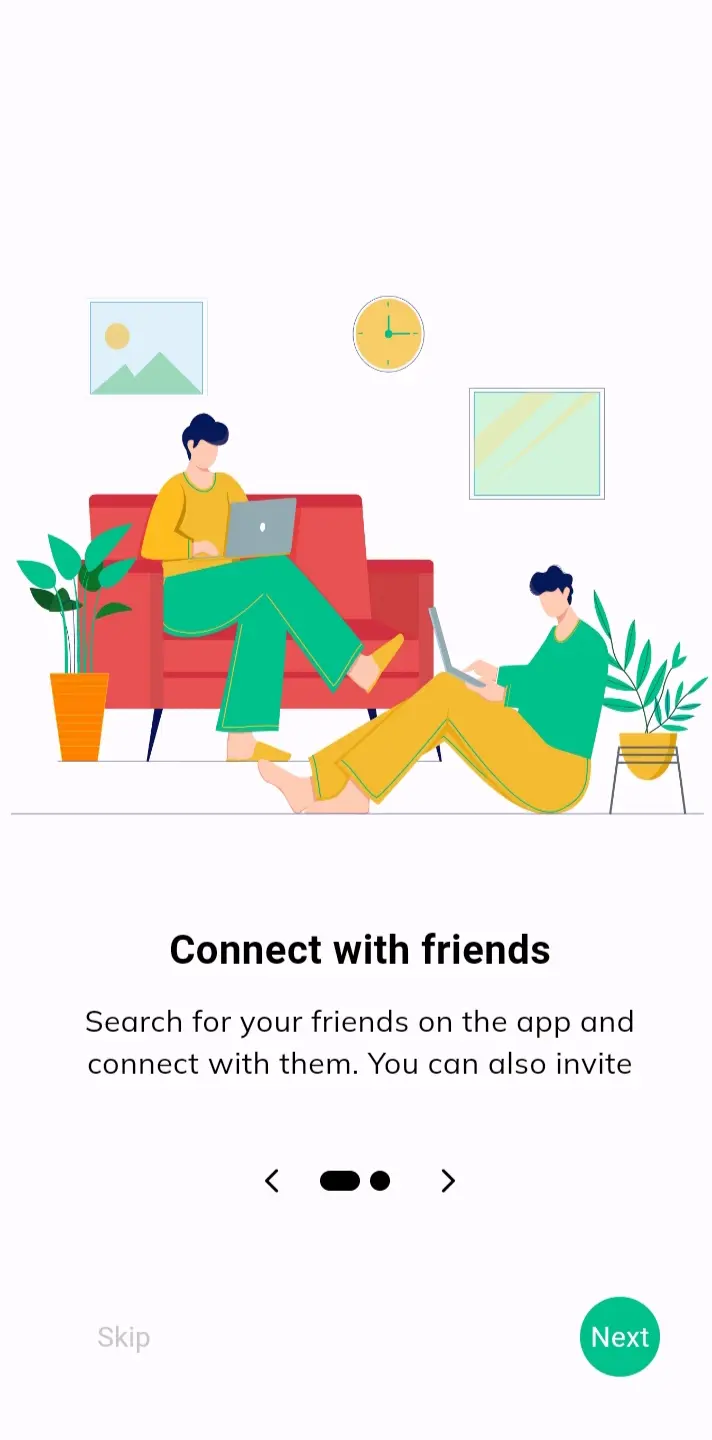 Connect with friends
Search for your friends on the app and
connect with them. You can also invite
Skip
Next